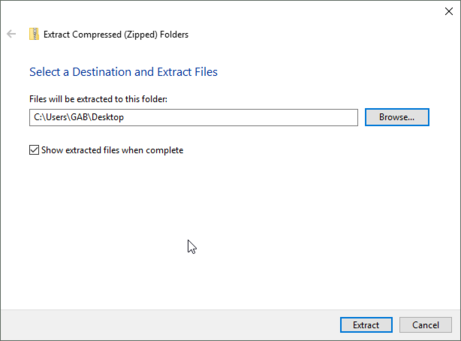 Extract Compressed (Zipped) Folders
Select a Destination and Extract Files
Files will be extracted to this folder:
C:\Users\GAB\Desktop
Browse...
Show extracted files when complete
Extract
Cancel